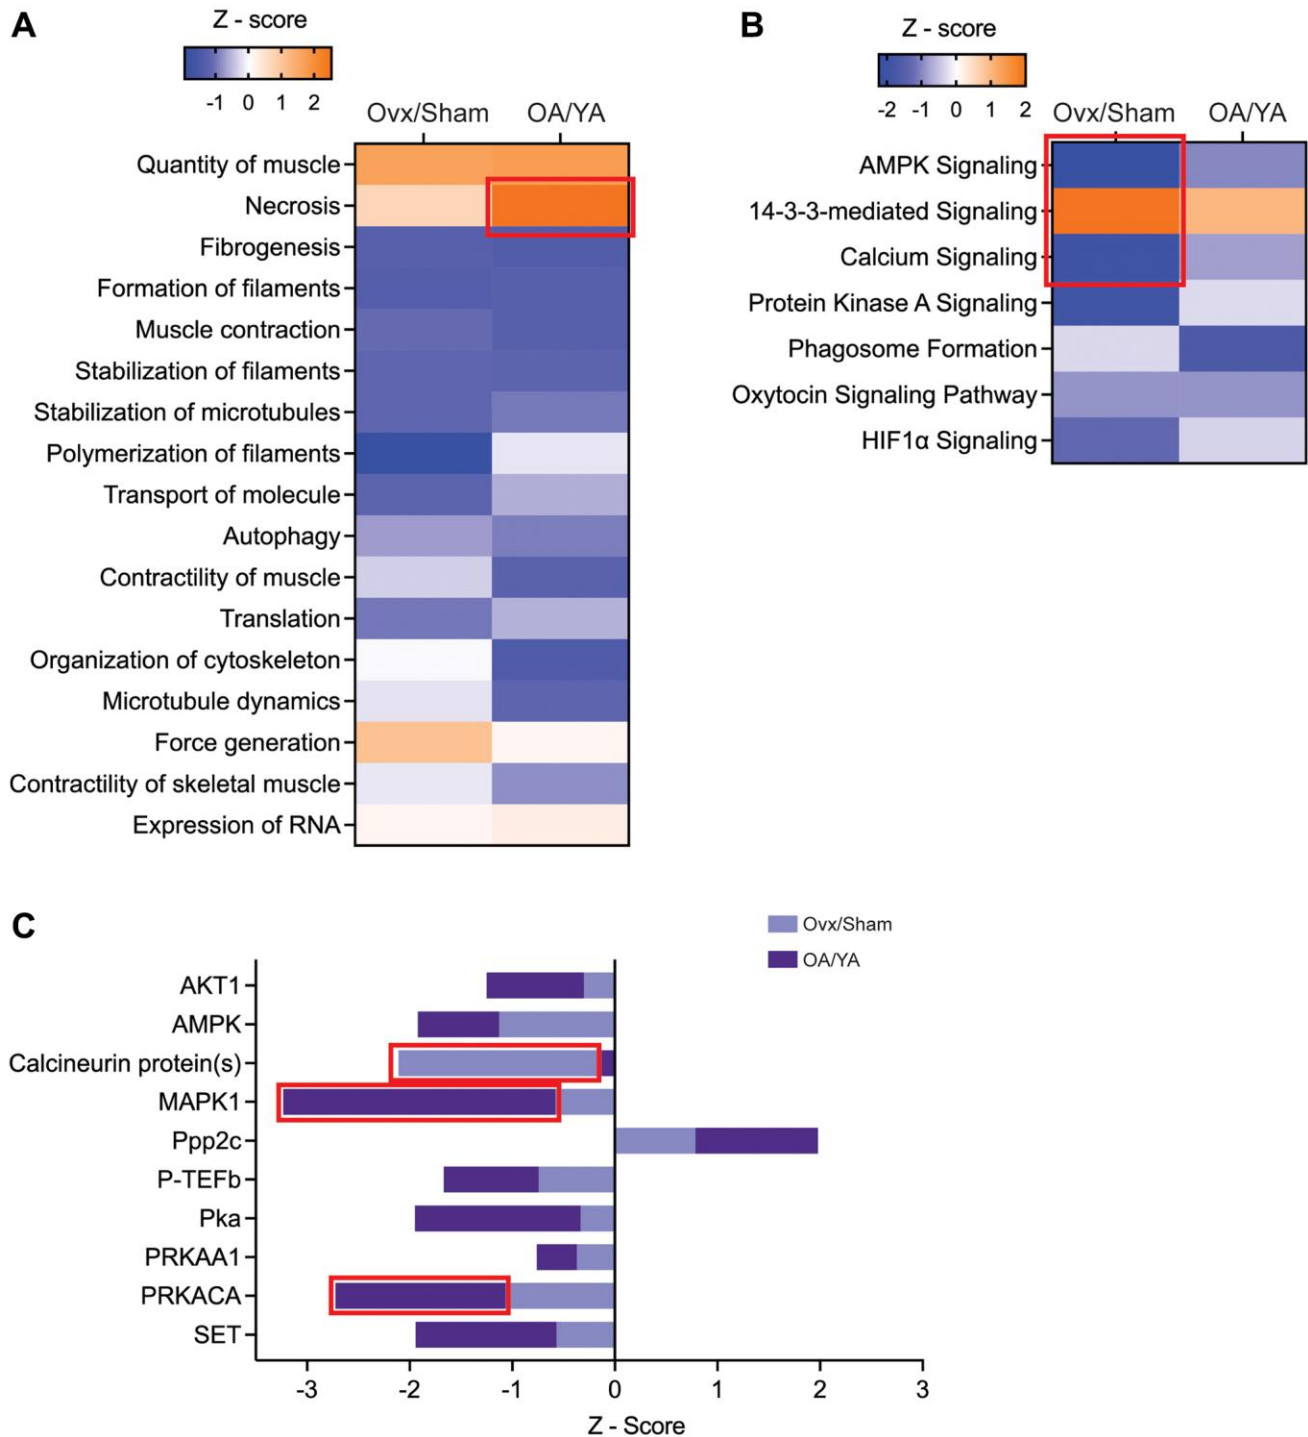 A
Z - score
-1 0 1 2
Ovx/Sham OA/YA
Quantity of muscle
Necrosis
Fibrogenesis
Formation of filaments
Muscle contraction
Stabilization of filaments
Stabilization of microtubules
Polymerization of filaments
Transport of molecule
Autophagy
Contractility of muscle
Translation
Organization of cytoskeleton
Microtubule dynamics
Force generation
Contractility of skeletal muscle
Expression of RNA
B
Z - score
-2 -1 0 1 2
Ovx/Sham OA/YA
AMPK Signaling
14-3-3-mediated Signaling
Calcium Signaling
Protein Kinase A Signaling
Phagosome Formation
Oxytocin Signaling Pathway
HIF1α Signaling
C
Ovx/Sham
OA/YA
AKT1
AMPK
Calcineurin protein(s)
MAPK1
Ppp2c
P-TEFb
Pka
PRKAA1
PRKACA
SET
-3 -2 -1 0 1 2 3
Z - Score